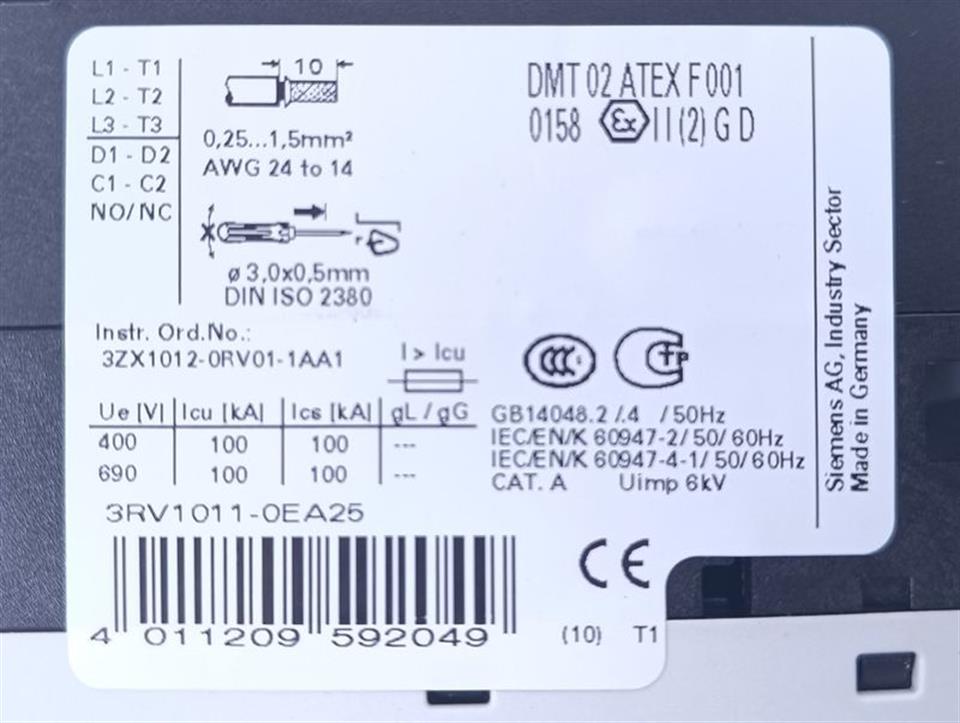 L1 - T1
L2 - T2
L3 - T3
D1 - D2
C1 - C2
NO/NC
10
0,25...1,5mm²
AWG 24 to 14
ø 3,0x0,5mm
DIN ISO 2380
DMT 02 ATEX F 001
0158 Ex II (2) G D
Siemens AG, Industry Sector
Made in Germany
Instr. Ord.No.:
3ZX1012-0RV01-1AA1
I > Icu
Ue [V] Icu [kA] Ics [kA] gL / gG
400 100 100 ---
690 100 100 ---
CCC
GB14048.2 /.4 /50Hz
IEC/EN/K 60947-2/ 50/ 60Hz
IEC/EN/K 60947-4-1/ 50/ 60Hz
CAT. A Uimp 6kV
3RV1011-0EA25
4 011209 592049
CE
(10) T1